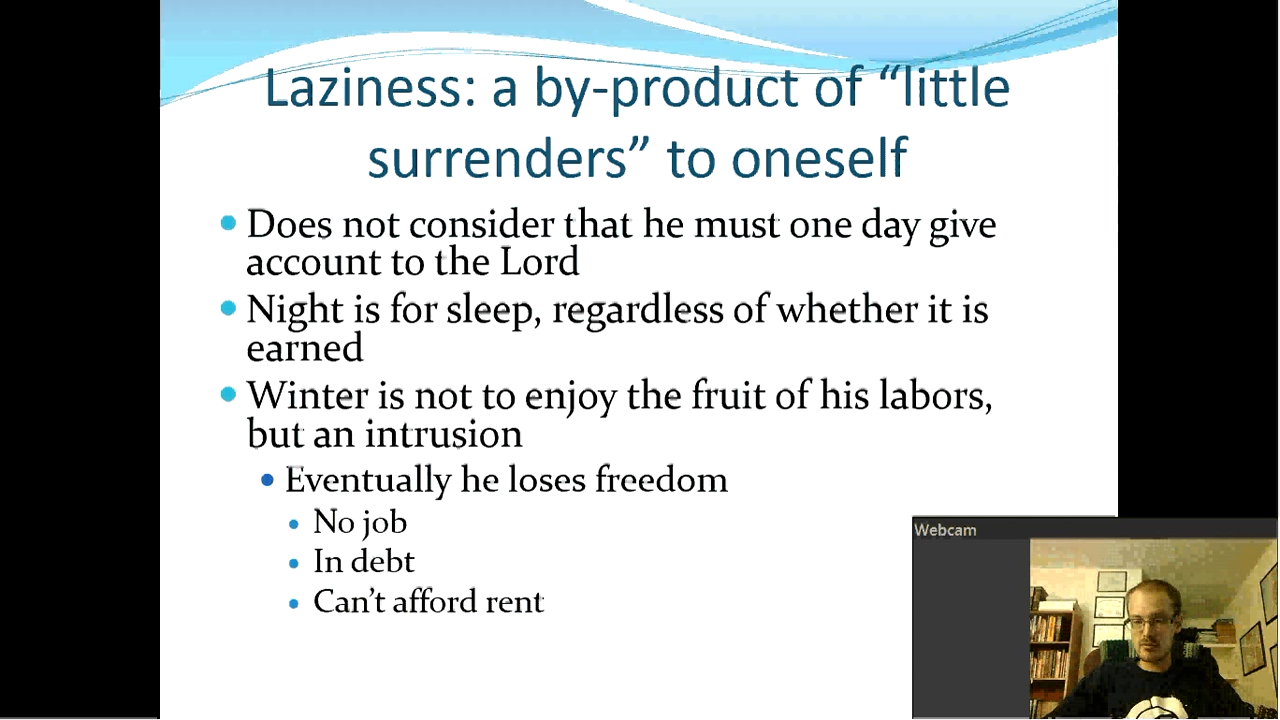 Laziness: a by-product of “little
surrenders” to oneself
Does not consider that he must one day give
account to the Lord
Night is for sleep, regardless of whether it is
earned
Winter is not to enjoy the fruit of his labors,
but an intrusion
Eventually he loses freedom
No job
In debt
Can’t afford rent
Webcam